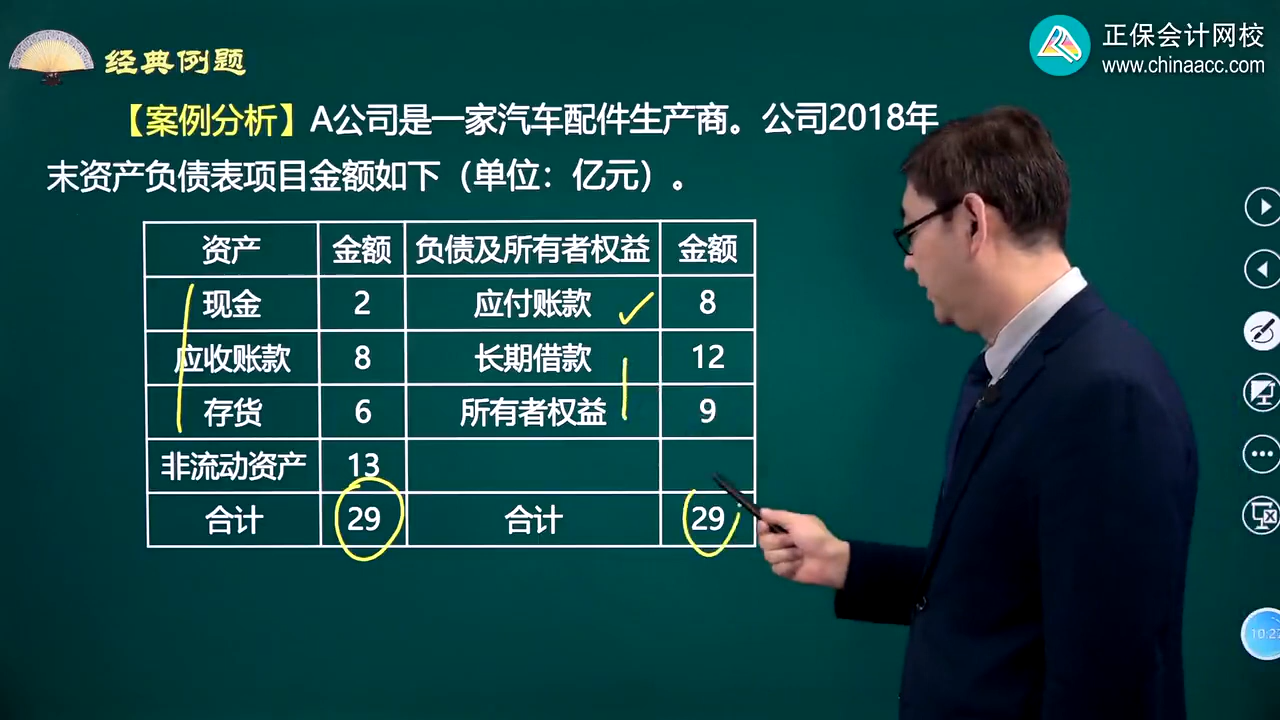 正保会计网校
www.chinaacc.com
经典例题
【案例分析】A公司是一家汽车配件生产商。公司2018年
末资产负债表项目金额如下（单位：亿元）。
资产 金额 负债及所有者权益 金额
现金 2 应付账款 8
应收账款 8 长期借款 12
存货 6 所有者权益 9
非流动资产 13
合计 29 合计 29